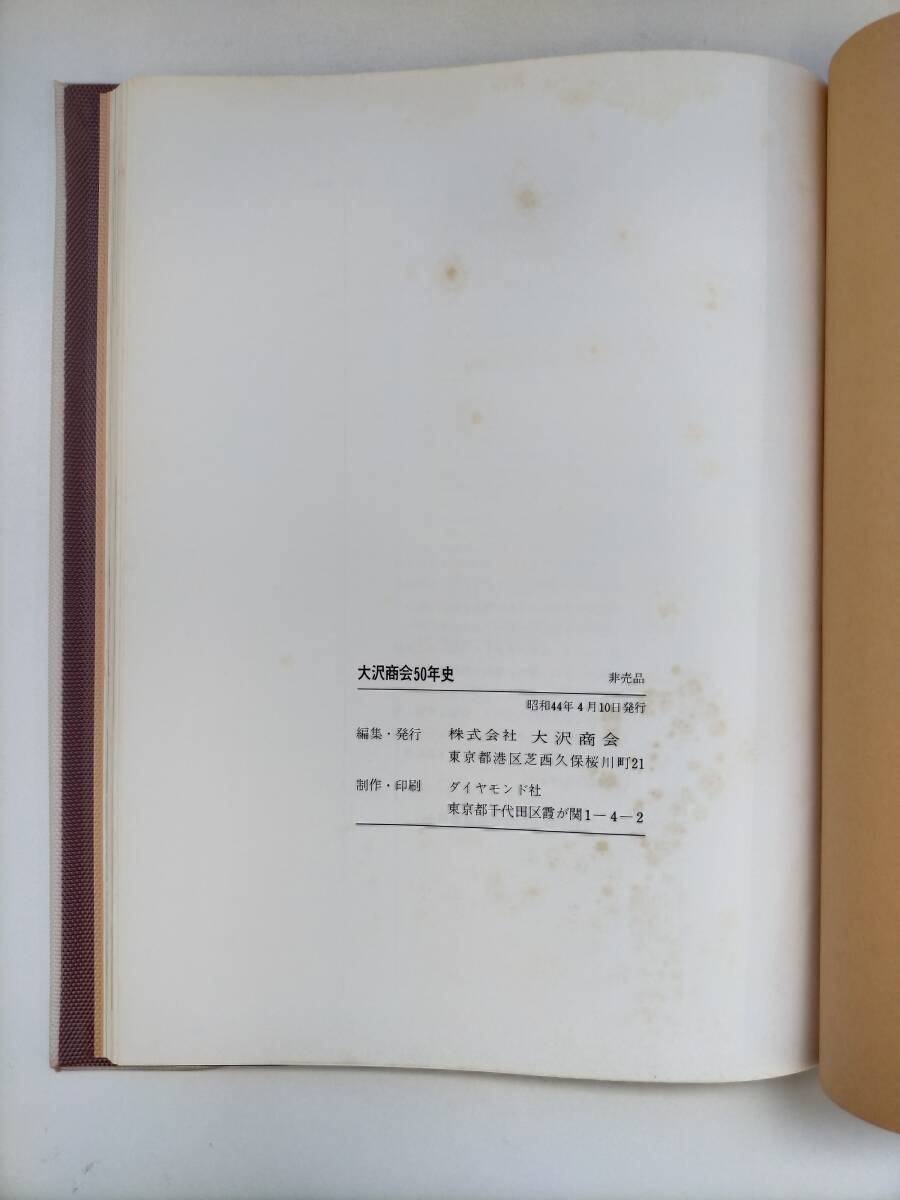 大沢商会50年史 非売品
昭和44年4月10日発行
編集・発行 株式会社 大沢商会
東京都港区芝西久保桜川町21
制作・印刷 ダイヤモンド社
東京都千代田区霞が関1―4―2